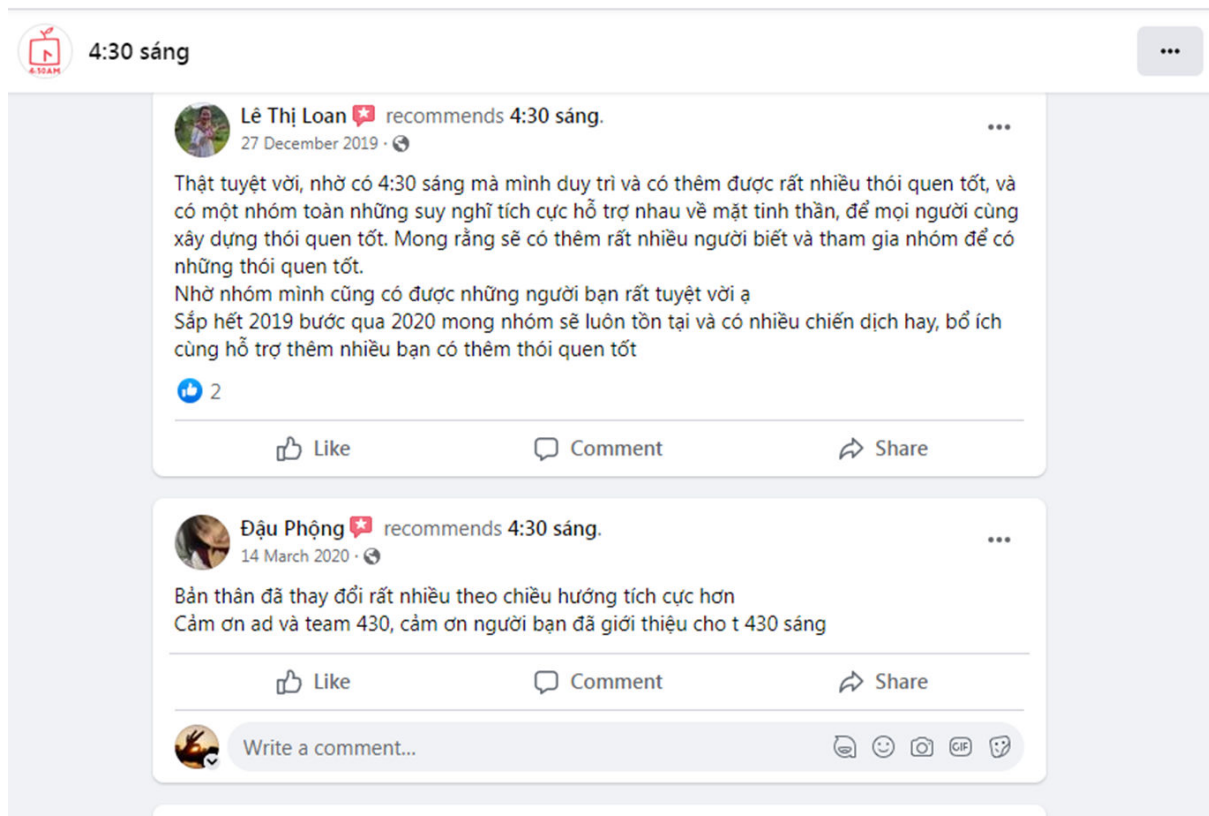 4:30 sáng
4:30AM
Lê Thị Loan recommends 4:30 sáng.
27 December 2019 ·
Thật tuyệt vời, nhờ có 4:30 sáng mà mình duy trì và có thêm được rất nhiều thói quen tốt, và
có một nhóm toàn những suy nghĩ tích cực hỗ trợ nhau về mặt tinh thần, để mọi người cùng
xây dựng thói quen tốt. Mong rằng sẽ có thêm rất nhiều người biết và tham gia nhóm để có
những thói quen tốt.
Nhờ nhóm mình cũng có được những người bạn rất tuyệt vời ạ
Sắp hết 2019 bước qua 2020 mong nhóm sẽ luôn tồn tại và có nhiều chiến dịch hay, bổ ích
cùng hỗ trợ thêm nhiều bạn có thêm thói quen tốt
2
Like Comment Share
Đậu Phộng recommends 4:30 sáng.
14 March 2020 ·
Bản thân đã thay đổi rất nhiều theo chiều hướng tích cực hơn
Cảm ơn ad và team 430, cảm ơn người bạn đã giới thiệu cho t 430 sáng
Like Comment Share
Write a comment...
GIF